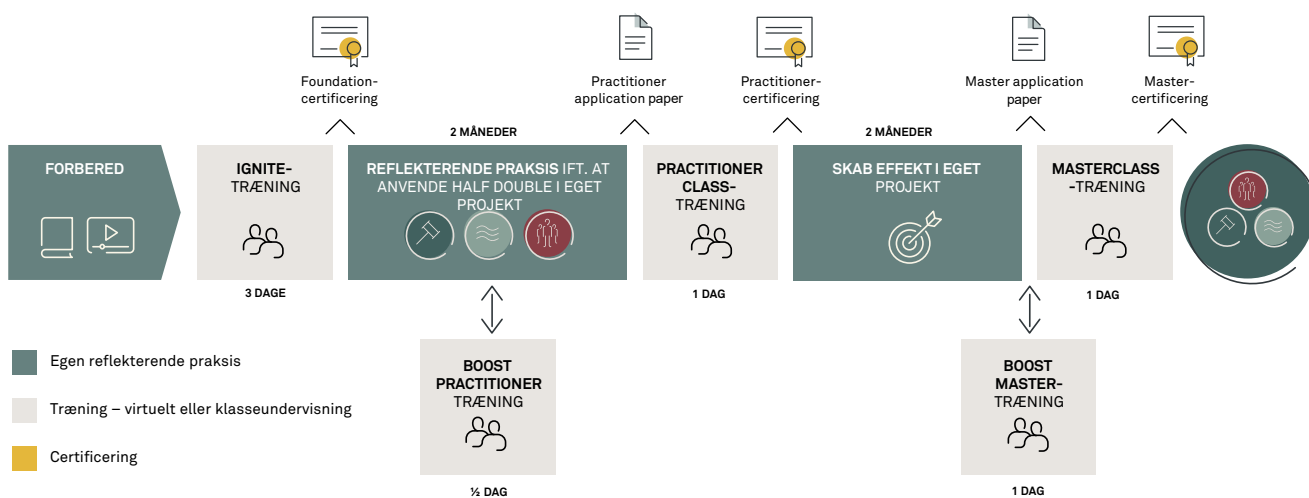 Foundation-
certificering
Practitioner
application paper
Practitioner-
certificering
Master application
paper
Master-
certificering
2 MÅNEDER
2 MÅNEDER
FORBERED
IGNITE-
TRÆNING
REFLEKTERENDE PRAKSIS IFT. AT
ANVENDE HALF DOUBLE I EGET
PROJEKT
PRACTITIONER
CLASS-
TRÆNING
SKAB EFFEKT I EGET
PROJEKT
MASTERCLASS
-TRÆNING
3 DAGE
1 DAG
1 DAG
BOOST
PRACTITIONER
TRÆNING
½ DAG
BOOST
MASTER-
TRÆNING
1 DAG
Egen reflekterende praksis
Træning – virtuelt eller klasseundervisning
Certificering